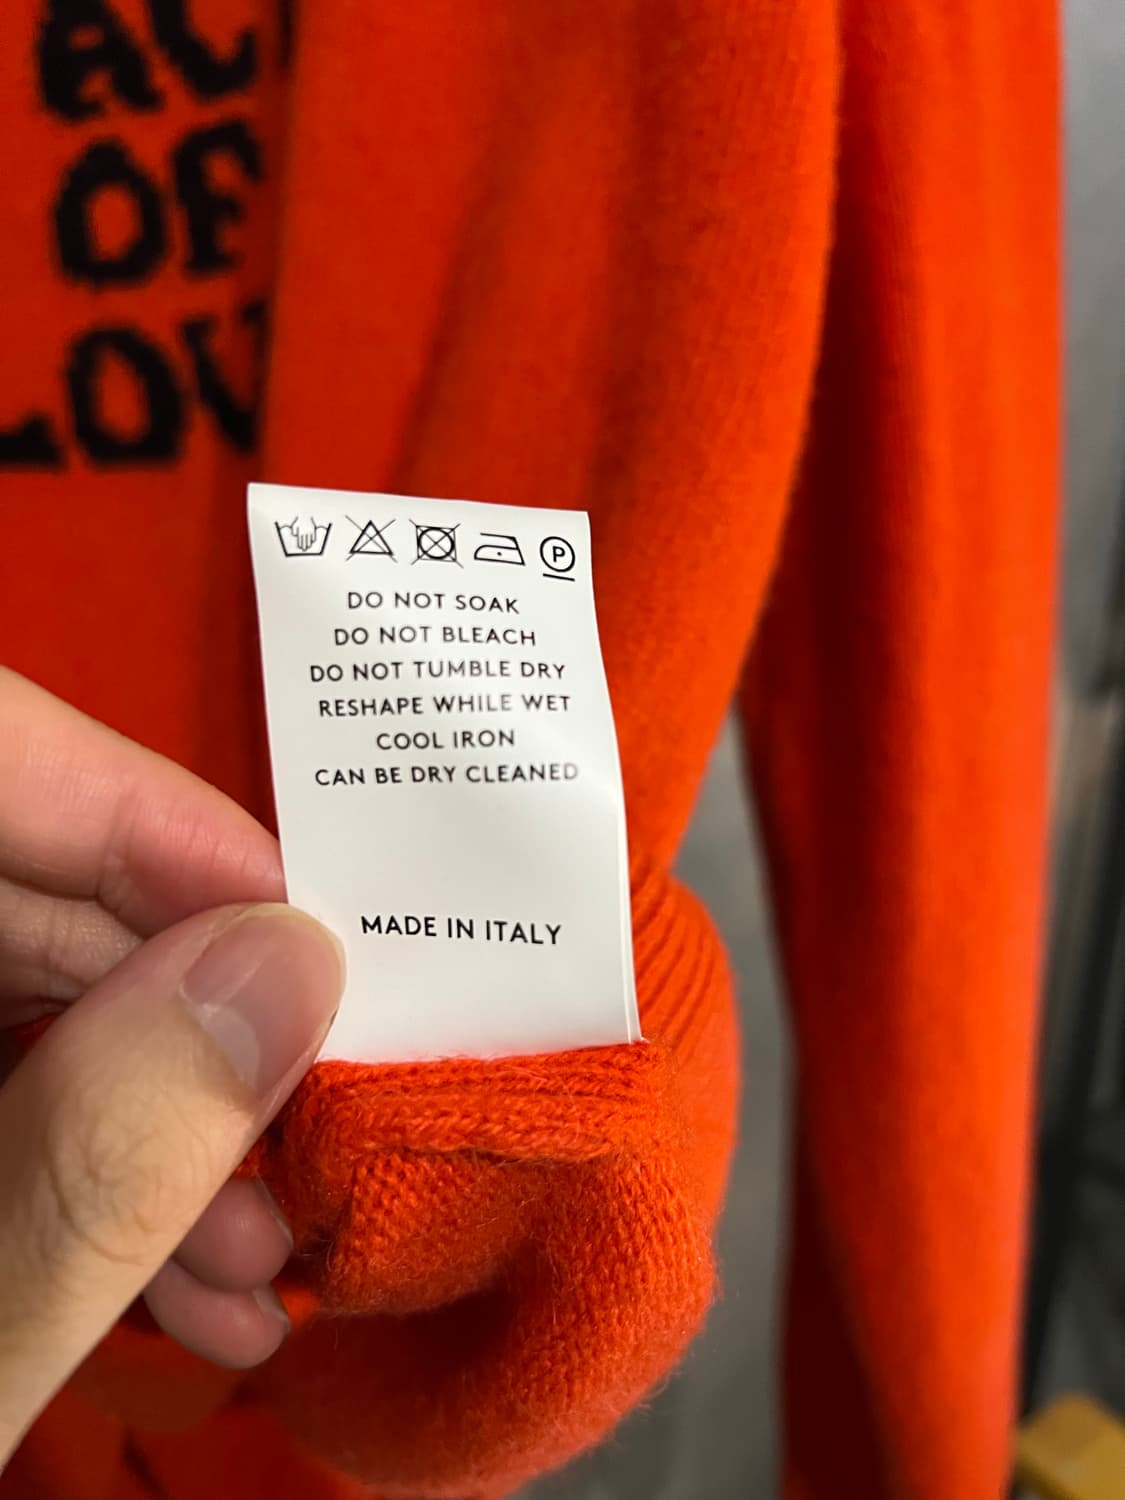 OF
DO NOT SOAK
DO NOT BLEACH
DO NOT TUMBLE DRY
RESHAPE WHILE WET
COOL IRON
CAN BE DRY CLEANED
MADE IN ITALY
P